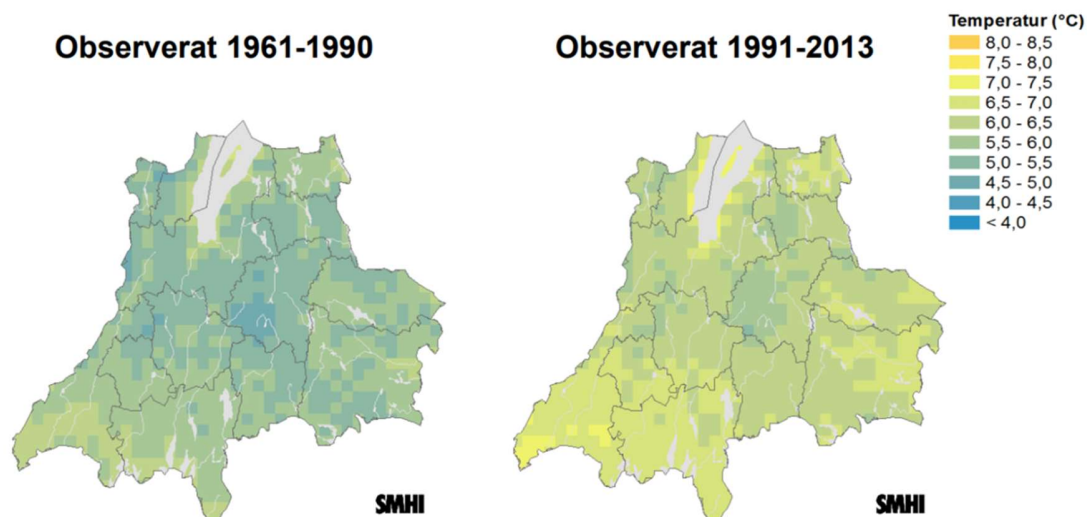 Observerat 1961-1990
Observerat 1991-2013
Temperatur (°C)
8,0 - 8,5
7,5 - 8,0
7,0 - 7,5
6,5 - 7,0
6,0 - 6,5
5,5 - 6,0
5,0 - 5,5
4,5 - 5,0
4,0 - 4,5
< 4,0
SMHI
SMHI